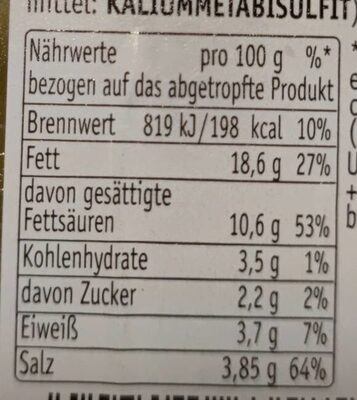 mittel: KALIUMMETABISULFIT)
Nährwerte pro 100 g %*
bezogen auf das abgetropfte Produkt
Brennwert 819 kJ/198 kcal 10%
Fett 18,6 g 27%
davon gesättigte
Fettsäuren 10,6 g 53%
Kohlenhydrate 3,5 g 1%
davon Zucker 2,2 g 2%
Eiweiß 3,7 g 7%
Salz 3,85 g 64%